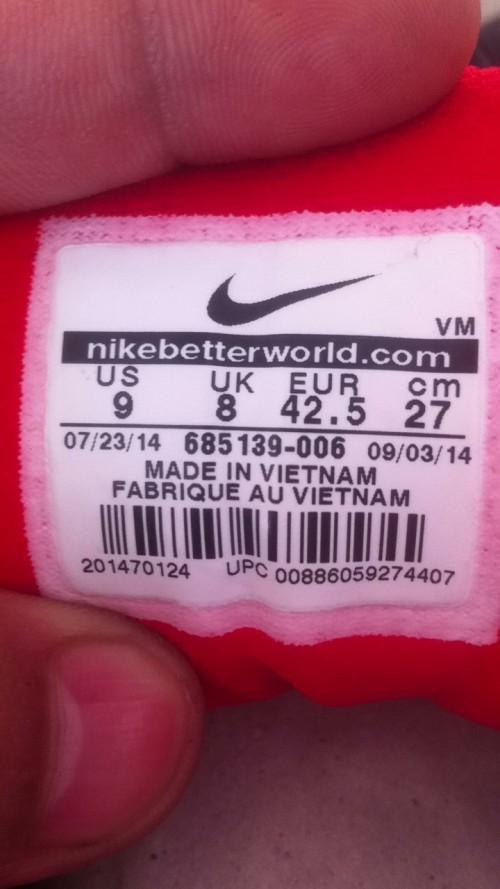 VM
nikebetterworld.com
US UK EUR cm
9 8 42.5 27
07/23/14 685139-006 09/03/14
MADE IN VIETNAM
FABRIQUE AU VIETNAM
201470124 UPC 00886059274407